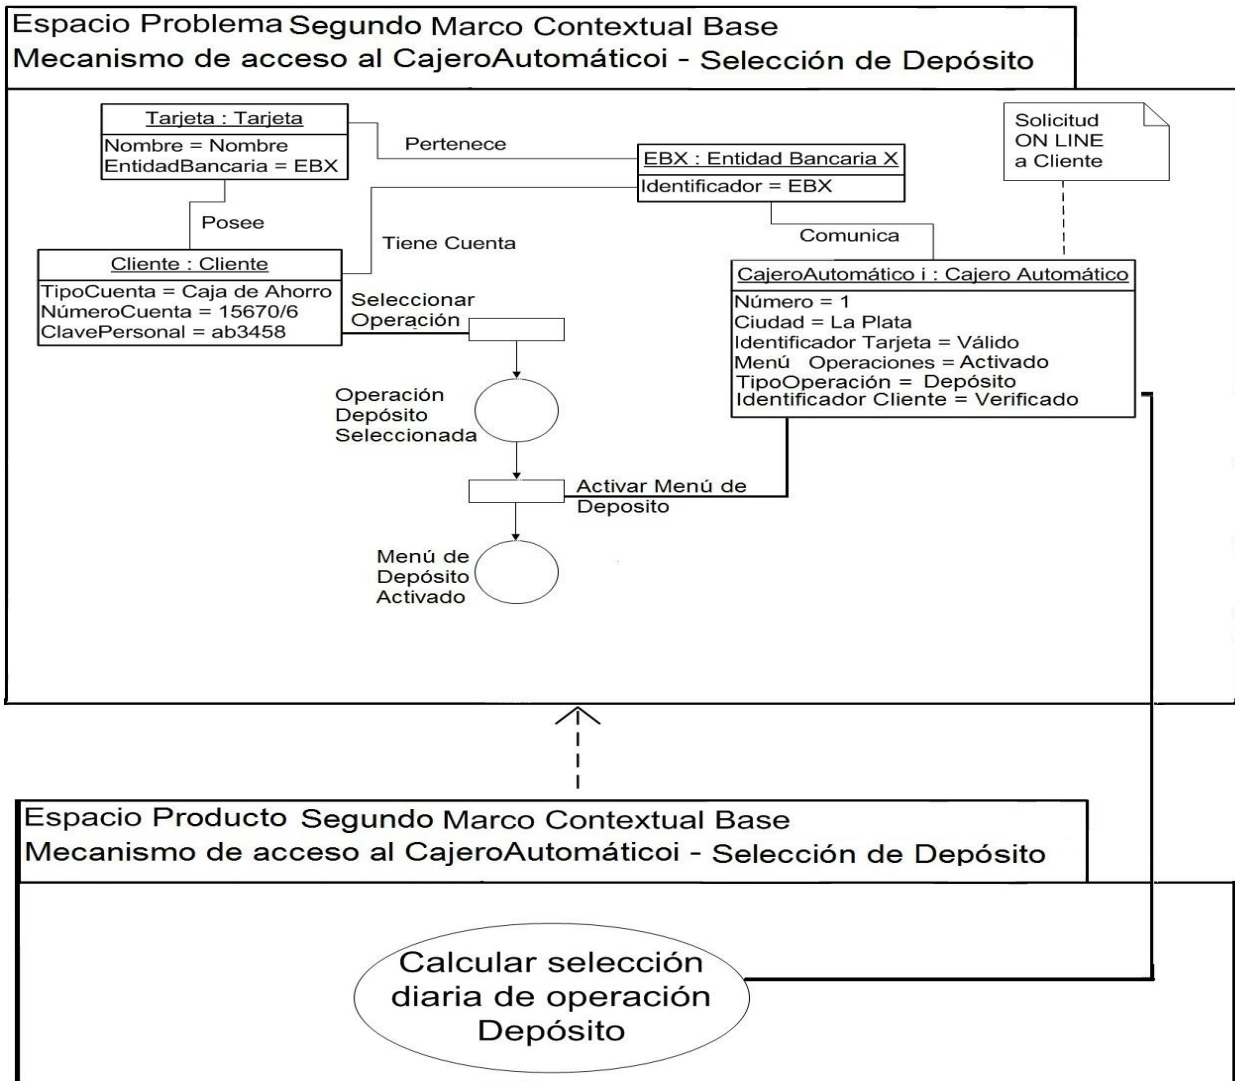 Espacio Problema Segundo Marco Contextual Base
Mecanismo de acceso al CajeroAutomáticoi - Selección de Depósito
Tarjeta : Tarjeta
Nombre = Nombre
EntidadBancaria = EBX
Pertenece
EBX : Entidad Bancaria X
Identificador = EBX
Solicitud
ON LINE
a Cliente
Posee
Tiene Cuenta
Comunica
Cliente : Cliente
TipoCuenta = Caja de Ahorro
NúmeroCuenta = 15670/6
ClavePersonal = ab3458
Seleccionar
Operación
CajeroAutomático i : Cajero Automático
Número = 1
Ciudad = La Plata
Identificador Tarjeta = Válido
Menú Operaciones = Activado
TipoOperación = Depósito
Identificador Cliente = Verificado
Operación
Depósito
Seleccionada
Activar Menú de
Deposito
Menú de
Depósito
Activado
Espacio Producto Segundo Marco Contextual Base
Mecanismo de acceso al CajeroAutomáticoi - Selección de Depósito
Calcular selección
diaria de operación
Depósito